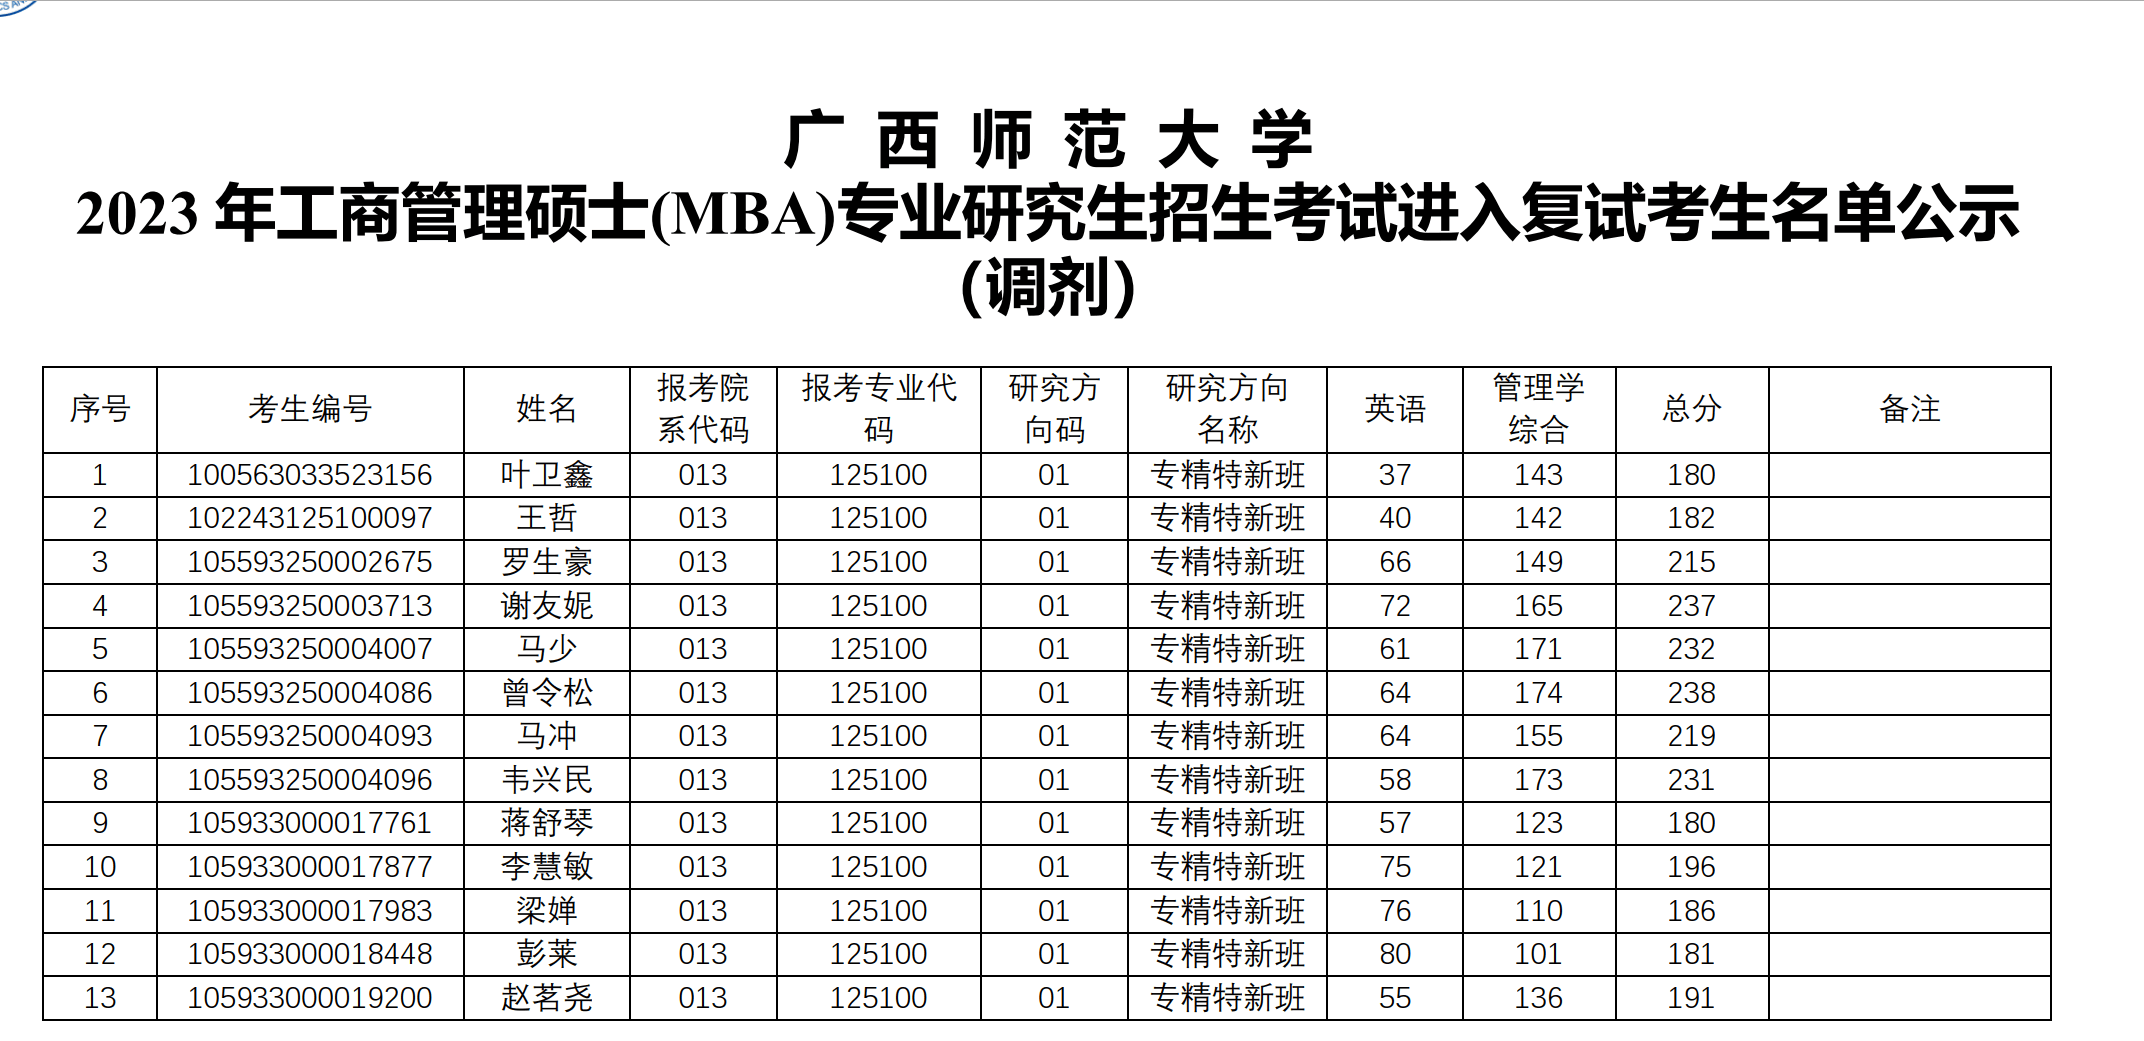 CS AN
广 西 师 范 大 学
2023 年工商管理硕士(MBA)专业研究生招生考试进入复试考生名单公示
(调剂)
序号 考生编号 姓名 报考院系代码 报考专业代码 研究方向码 研究方向名称 英语 管理学综合 总分 备注
1 100563033523156 叶卫鑫 013 125100 01 专精特新班 37 143 180
2 102243125100097 王哲 013 125100 01 专精特新班 40 142 182
3 105593250002675 罗生豪 013 125100 01 专精特新班 66 149 215
4 105593250003713 谢友妮 013 125100 01 专精特新班 72 165 237
5 105593250004007 马少 013 125100 01 专精特新班 61 171 232
6 105593250004086 曾令松 013 125100 01 专精特新班 64 174 238
7 105593250004093 马冲 013 125100 01 专精特新班 64 155 219
8 105593250004096 韦兴民 013 125100 01 专精特新班 58 173 231
9 105933000017761 蒋舒琴 013 125100 01 专精特新班 57 123 180
10 105933000017877 李慧敏 013 125100 01 专精特新班 75 121 196
11 105933000017983 梁婵 013 125100 01 专精特新班 76 110 186
12 105933000018448 彭莱 013 125100 01 专精特新班 80 101 181
13 105933000019200 赵茗尧 013 125100 01 专精特新班 55 136 191